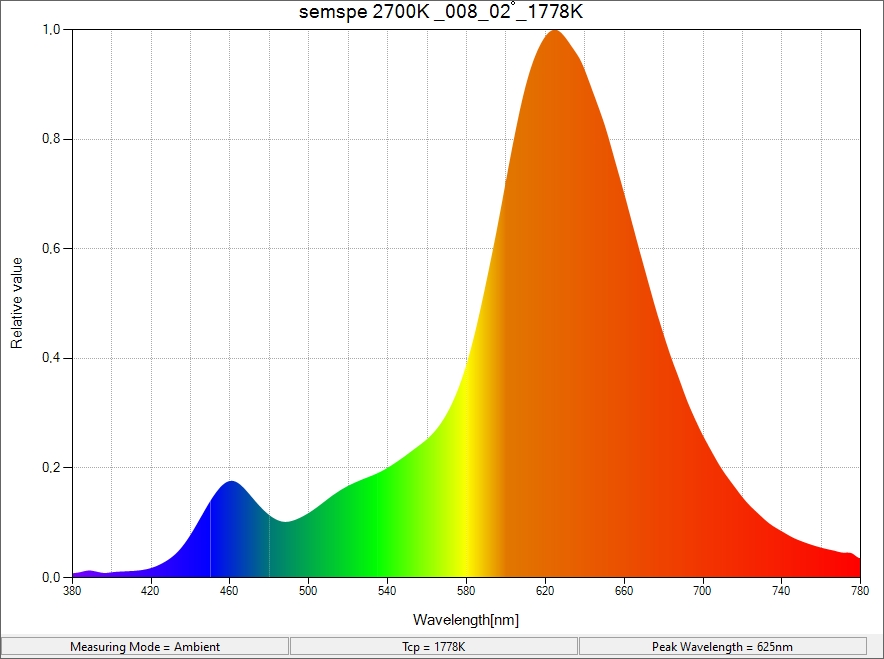 semspe 2700K _008_02°_1778K
1,0
0,8
0,6
0,4
0,2
0,0
Relative value
380 420 460 500 540 580 620 660 700 740 780
Wavelength[nm]
Measuring Mode = Ambient
Tcp = 1778K
Peak Wavelength = 625nm